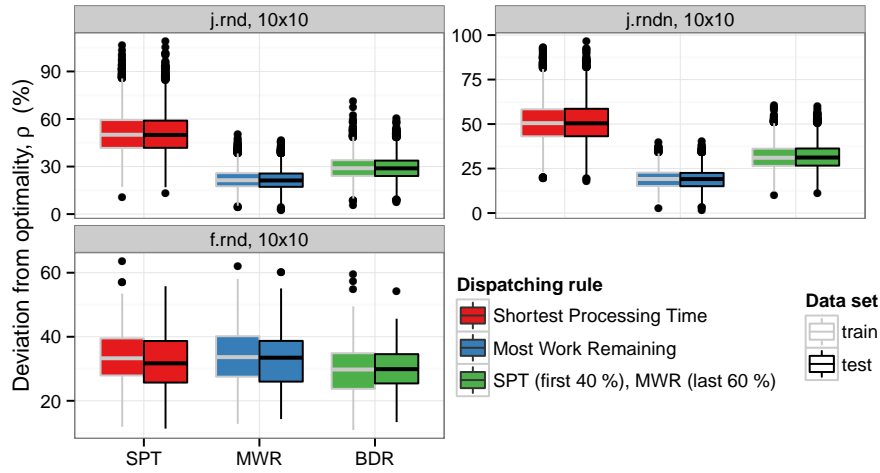 j.rnd, 10x10
j.rndn, 10x10
Deviation from optimality, ρ (%)
90
60
30
0
100
75
50
25
0
f.rnd, 10x10
60
40
20
SPT
MWR
BDR
Dispatching rule
Shortest Processing Time
Most Work Remaining
SPT (first 40 %), MWR (last 60 %)
Data set
train
test